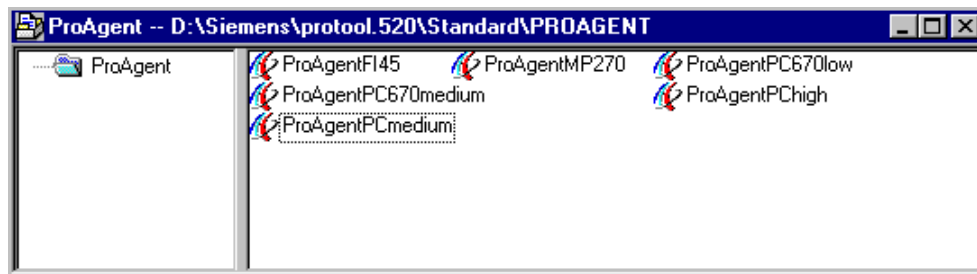 ProAgent -- D:\Siemens\protool.520\Standard\PROAGENT
ProAgent
ProAgentFI45 ProAgentMP270 ProAgentPC670low
ProAgentPC670medium ProAgentPChigh
ProAgentPCmedium